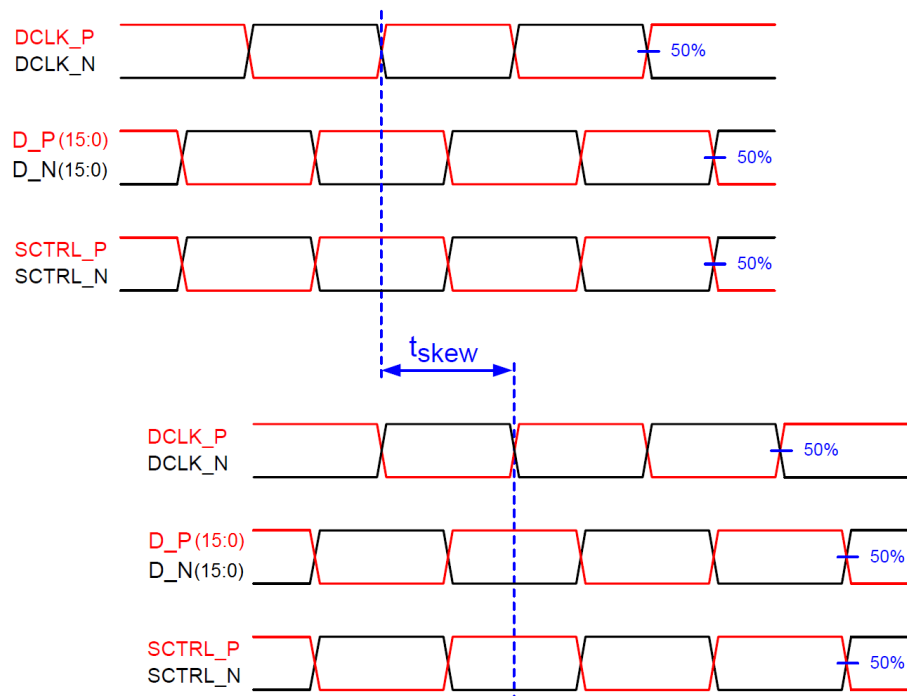 DCLK_P
DCLK_N
50%
D_P(15:0)
D_N(15:0)
50%
SCTRL_P
SCTRL_N
50%
tskew
DCLK_P
DCLK_N
50%
D_P(15:0)
D_N(15:0)
50%
SCTRL_P
SCTRL_N
50%